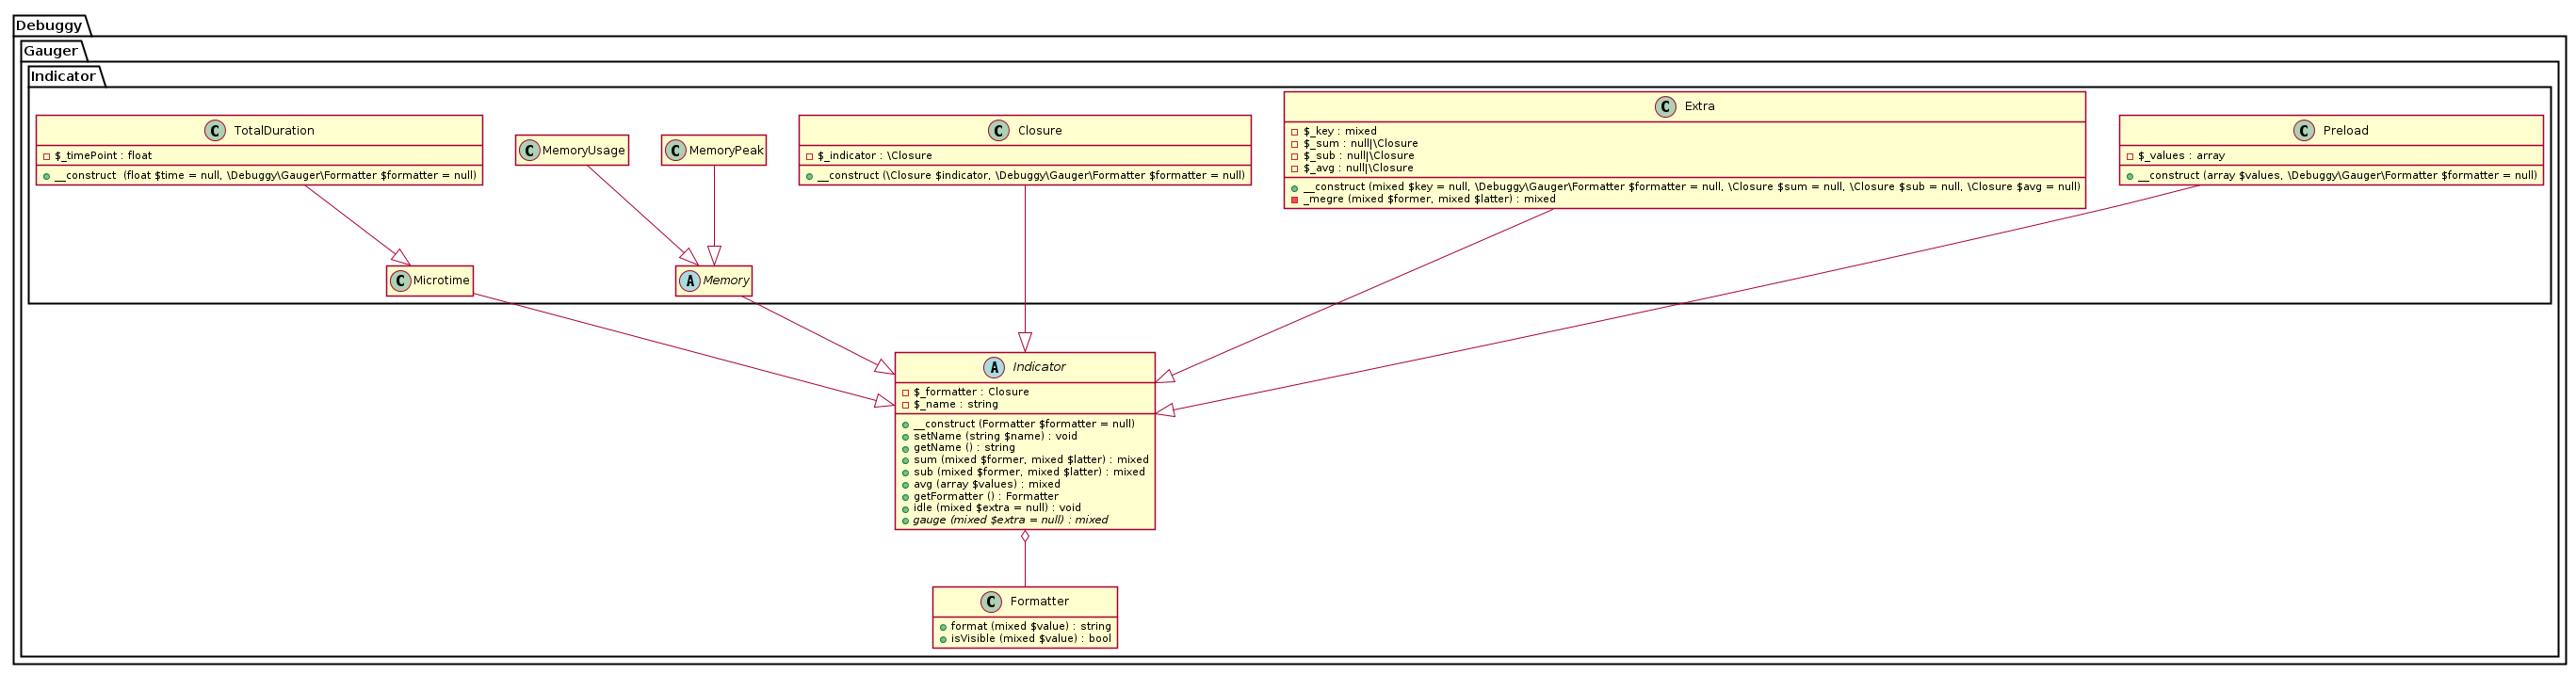 Debuggy
Gauger
Indicator
C TotalDuration
$_timePoint : float
__construct  (float $time = null, \Debuggy\Gauger\Formatter $formatter = null)
C MemoryUsage
C MemoryPeak
C Closure
$_indicator : \Closure
__construct (\Closure $indicator, \Debuggy\Gauger\Formatter $formatter = null)
C Extra
$_key : mixed
$_sum : null|\Closure
$_sub : null|\Closure
$_avg : null|\Closure
__construct (mixed $key = null, \Debuggy\Gauger\Formatter $formatter = null, \Closure $sum = null, \Closure $sub = null, \Closure $avg = null)
_megre (mixed $former, mixed $latter) : mixed
C Preload
$_values : array
__construct (array $values, \Debuggy\Gauger\Formatter $formatter = null)
C Microtime
A Memory
A Indicator
$_formatter : Closure
$_name : string
__construct (Formatter $formatter = null)
setName (string $name) : void
getName () : string
sum (mixed $former, mixed $latter) : mixed
sub (mixed $former, mixed $latter) : mixed
avg (array $values) : mixed
getFormatter () : Formatter
idle (mixed $extra = null) : void
gauge (mixed $extra = null) : mixed
C Formatter
format (mixed $value) : string
isVisible (mixed $value) : bool